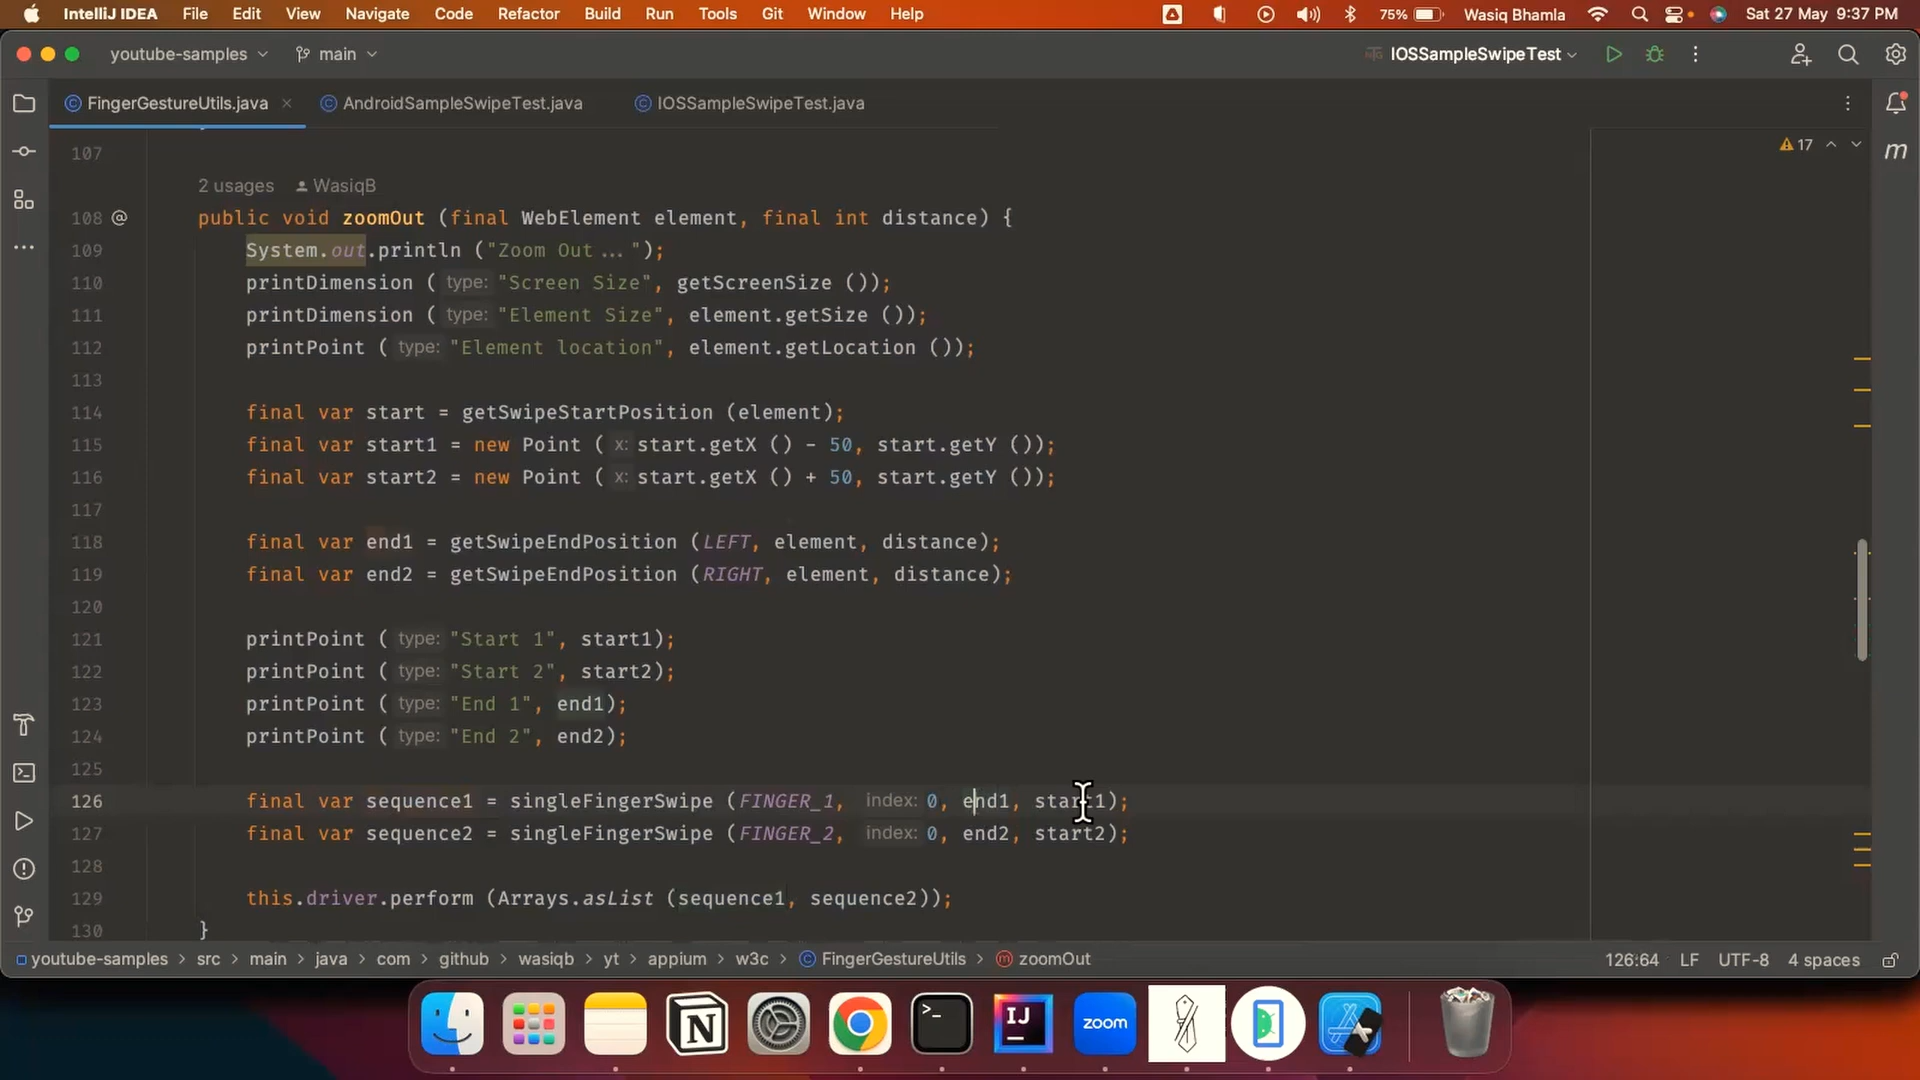 IntelliJ IDEA File Edit View Navigate Code Refactor Build Run Tools Git Window Help 75% Wasiq Bhamla Sat 27 May 9:37 PM
youtube-samples main IOSSampleSwipeTest
FingerGestureUtils.java AndroidSampleSwipeTest.java IOSSampleSwipeTest.java
107 17
2 usages WasiqB
108 @ public void zoomOut (final WebElement element, final int distance) {
109 System.out.println ("Zoom Out...");
110 printDimension ( type: "Screen Size", getScreenSize ());
111 printDimension ( type: "Element Size", element.getSize ());
112 printPoint ( type: "Element location", element.getLocation ());
113
114 final var start = getSwipeStartPosition (element);
115 final var start1 = new Point ( x: start.getX () - 50, start.getY ());
116 final var start2 = new Point ( x: start.getX () + 50, start.getY ());
117
118 final var end1 = getSwipeEndPosition (LEFT, element, distance);
119 final var end2 = getSwipeEndPosition (RIGHT, element, distance);
120
121 printPoint ( type: "Start 1", start1);
122 printPoint ( type: "Start 2", start2);
123 printPoint ( type: "End 1", end1);
124 printPoint ( type: "End 2", end2);
125
126 final var sequence1 = singleFingerSwipe (FINGER_1, index: 0, end1, start1);
127 final var sequence2 = singleFingerSwipe (FINGER_2, index: 0, end2, start2);
128
129 this.driver.perform (Arrays.asList (sequence1, sequence2));
130 }
youtube-samples > src > main > java > com > github > wasiqb > yt > appium > w3c > FingerGestureUtils > zoomOut 126:64 LF UTF-8 4 spaces
IJ
zoom